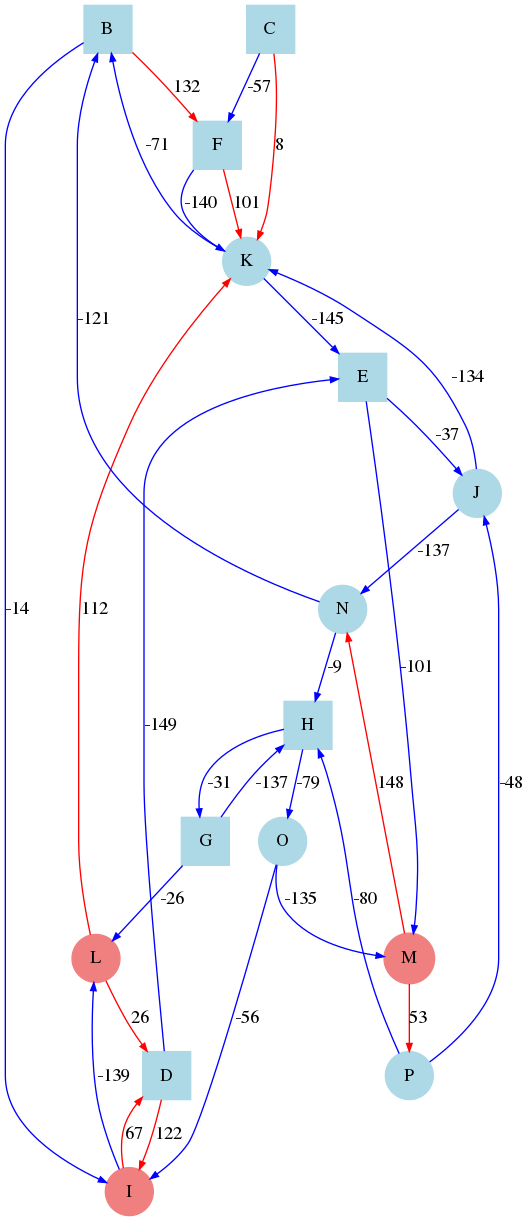 B C
132 -57
-71 F 8
-140 101
K
-121 -145
E
-134
-37
J
-137
-14 112 N
-101
-9
-149 H
-31 -137 -79 148 -48
G O
-26 -135 -80
L M
26 -56 53
-139 D P
67 122
I